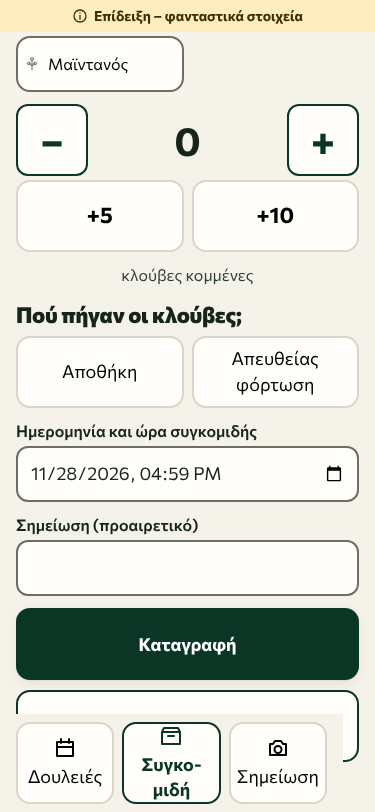 Επίδειξη – φανταστικά στοιχεία
Μαϊντανός
− 0 +
+5 +10
κλούβες κομμένες
Πού πήγαν οι κλούβες;
Αποθήκη
Απευθείας
φόρτωση
Ημερομηνία και ώρα συγκομιδής
11/28/2026, 04:59 PM
Σημείωση (προαιρετικό)
Καταγραφή
Δουλειές
Συγκο-
μιδή
Σημείωση